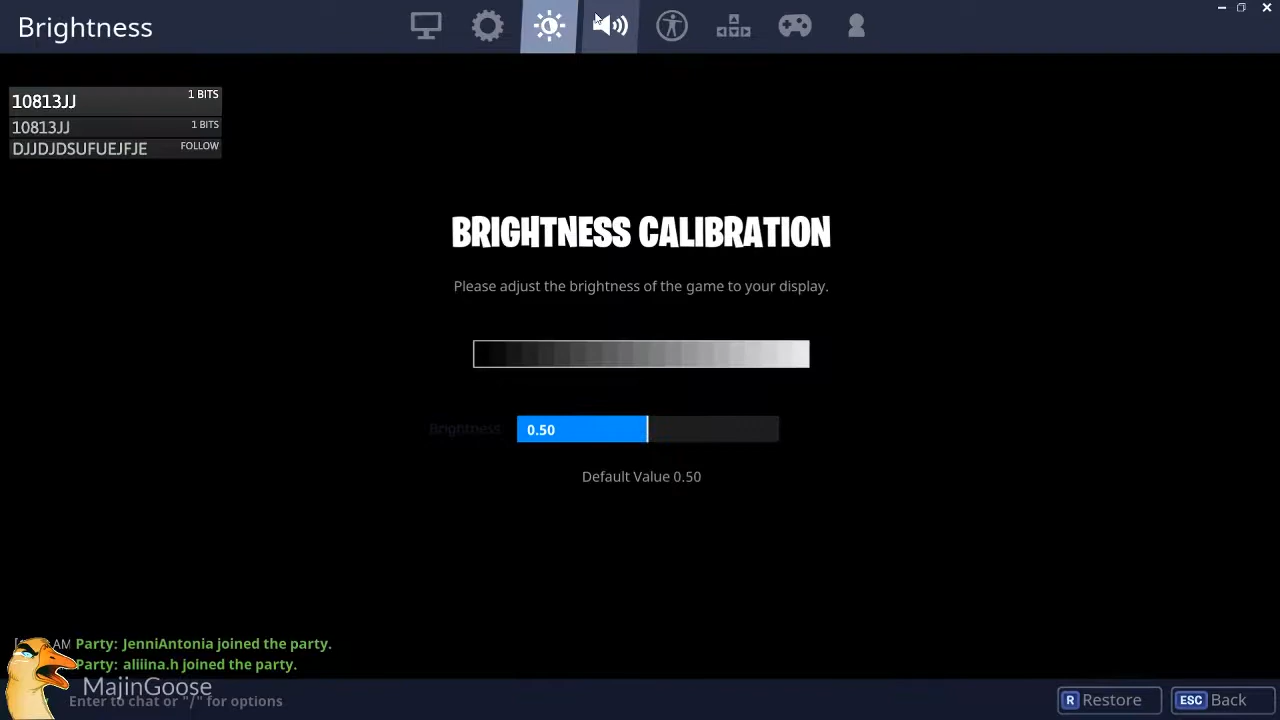 Brightness
10813JJ 1 BITS
10813JJ 1 BITS
DJJDJDSUFUEJFJE FOLLOW
BRIGHTNESS CALIBRATION
Please adjust the brightness of the game to your display.
Brightness 0.50
Default Value 0.50
AM Party: JenniAntonia joined the party.
Party: aliiina.h joined the party.
MajinGoose
Enter to chat or "/" for options
R Restore ESC Back